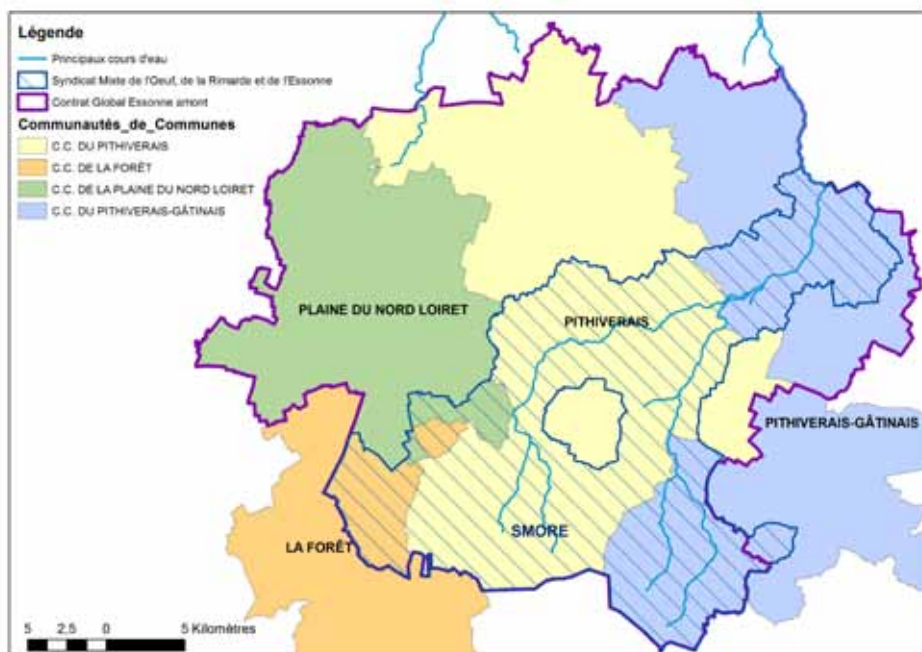 Légende
Principaux cours d'eau
Syndicat Mixte de l'Oeuf, de la Rimarde et de l'Essonne
Contrat Global Essonne amont
Communautés_de_Communes
C.C. DU PITHIVERAIS
C.C. DE LA FORÊT
C.C. DE LA PLAINE DU NORD LOIRET
C.C. DU PITHIVERAIS-GÂTINAIS
PLAINE DU NORD LOIRET
PITHIVERAIS
PITHIVERAIS-GÂTINAIS
SMORE
LA FORÊT
5 2,5 0 5 Kilomètres